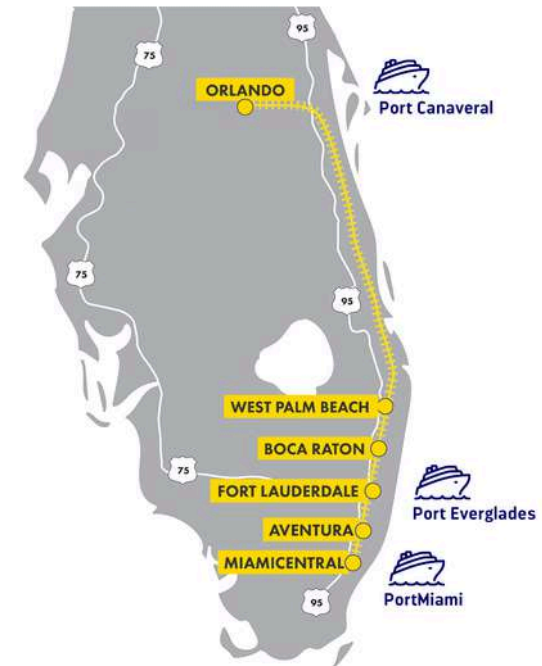 95
75
ORLANDO
Port Canaveral
75
95
WEST PALM BEACH
BOCA RATON
75
FORT LAUDERDALE
Port Everglades
AVENTURA
MIAMICENTRAL
PortMiami
95